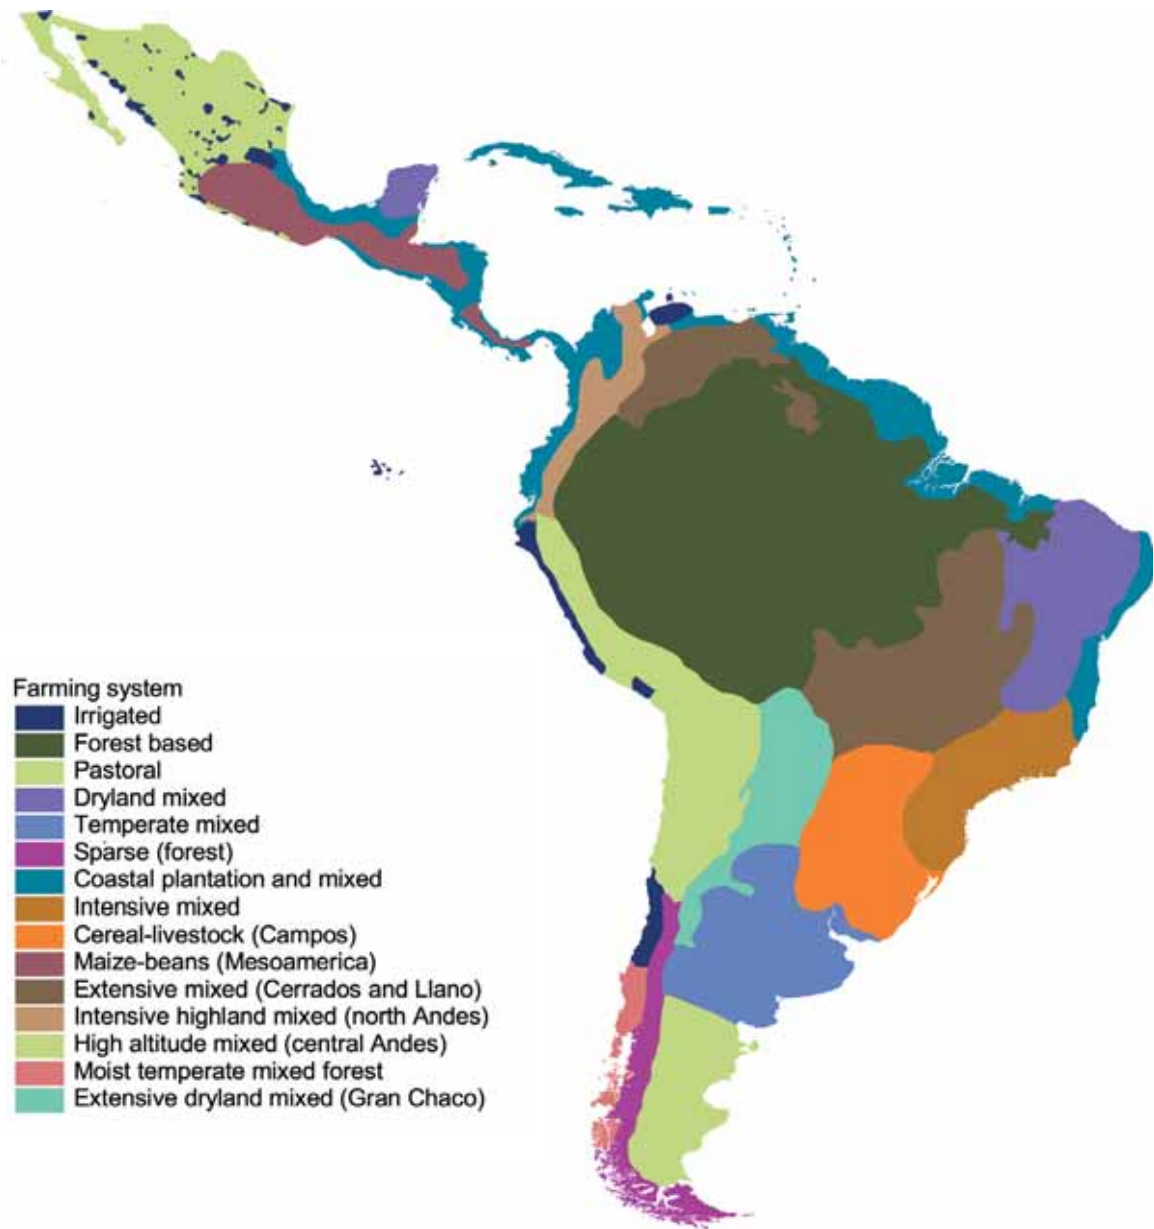 Farming system
Irrigated
Forest based
Pastoral
Dryland mixed
Temperate mixed
Sparse (forest)
Coastal plantation and mixed
Intensive mixed
Cereal-livestock (Campos)
Maize-beans (Mesoamerica)
Extensive mixed (Cerrados and Llano)
Intensive highland mixed (north Andes)
High altitude mixed (central Andes)
Moist temperate mixed forest
Extensive dryland mixed (Gran Chaco)